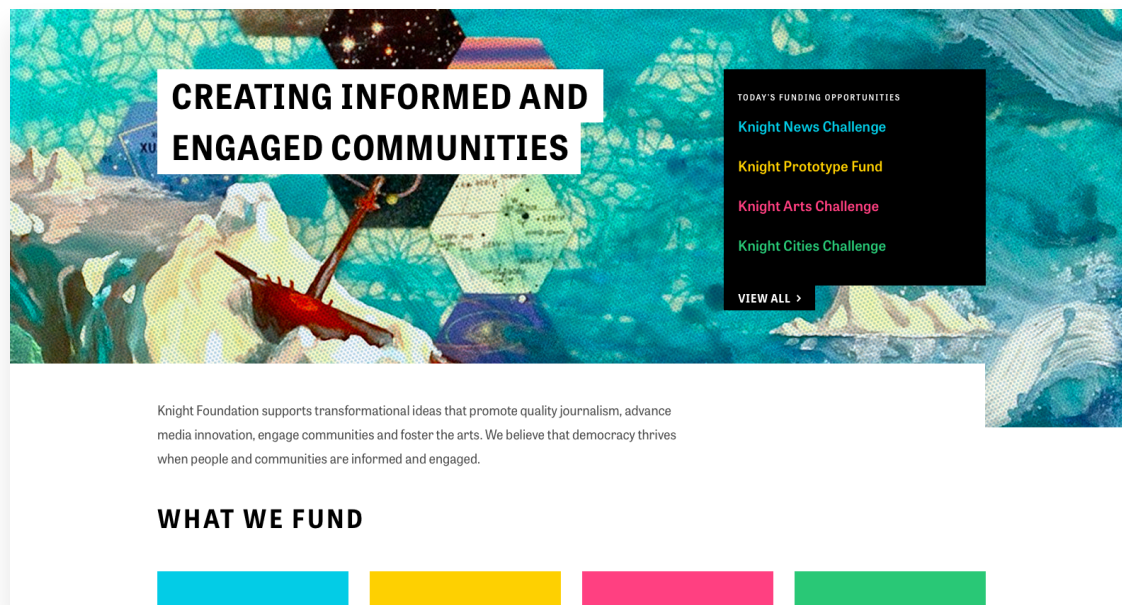 CREATING INFORMED AND
ENGAGED COMMUNITIES
TODAY'S FUNDING OPPORTUNITIES
Knight News Challenge
Knight Prototype Fund
Knight Arts Challenge
Knight Cities Challenge
VIEW ALL >
Knight Foundation supports transformational ideas that promote quality journalism, advance
media innovation, engage communities and foster the arts. We believe that democracy thrives
when people and communities are informed and engaged.
WHAT WE FUND